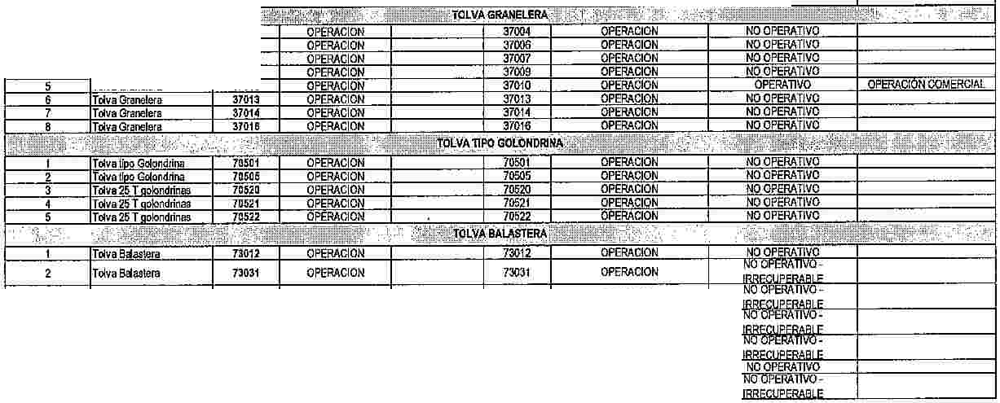 TOLVA GRANELERA
OPERACION 37004 OPERACION NO OPERATIVO
OPERACION 37006 OPERACION NO OPERATIVO
OPERACION 37007 OPERACION NO OPERATIVO
OPERACION 37009 OPERACION NO OPERATIVO
5 OPERACION 37010 OPERACION OPERATIVO OPERACIÓN COMERCIAL
6 Tolva Granelera 37013 OPERACION 37013 OPERACION NO OPERATIVO
7 Tolva Granelera 37014 OPERACION 37014 OPERACION NO OPERATIVO
8 Tolva Granelera 37016 OPERACION 37016 OPERACION NO OPERATIVO
TOLVA TIPO GOLONDRINA
1 Tolva tipo Golondrina 70501 OPERACION 70501 OPERACION NO OPERATIVO
2 Tolva tipo Golondrina 70505 OPERACION 70505 OPERACION NO OPERATIVO
3 Tolva 25 T golondrinas 70520 OPERACION 70520 OPERACION NO OPERATIVO
4 Tolva 25 T golondrinas 70521 OPERACION 70521 OPERACION NO OPERATIVO
5 Tolva 25 T golondrinas 70522 OPERACION 70522 OPERACION NO OPERATIVO
TOLVA BALASTERA
1 Tolva Balastera 73012 OPERACION 73012 OPERACION NO OPERATIVO
2 Tolva Balastera 73031 OPERACION 73031 OPERACION NO OPERATIVO -
IRRECUPERABLE
NO OPERATIVO -
IRRECUPERABLE
NO OPERATIVO -
IRRECUPERABLE
NO OPERATIVO -
IRRECUPERABLE
NO OPERATIVO
NO OPERATIVO -
IRRECUPERABLE